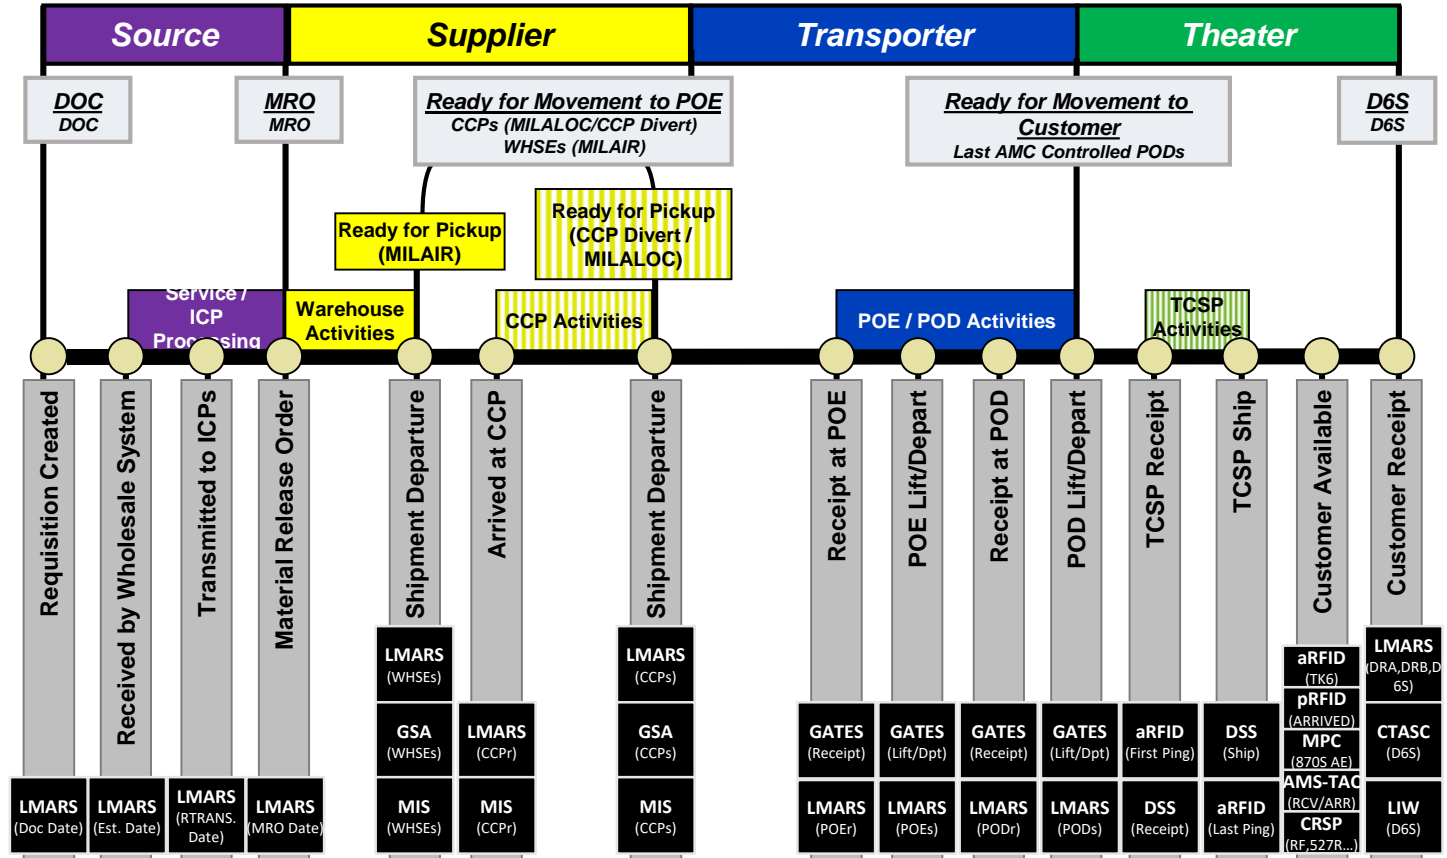 Source
Supplier
Transporter
Theater
DOC
DOC
MRO
MRO
Ready for Movement to POE
CCPs (MILALOC/CCP Divert)
WHSEs (MILAIR)
Ready for Movement to
Customer
Last AMC Controlled PODs
D6S
D6S
Ready for Pickup
(MILAIR)
Ready for Pickup
(CCP Divert /
MILALOC)
Service /
ICP
Processing
Warehouse
Activities
CCP Activities
POE / POD Activities
TCSP
Activities
Requisition Created
Received by Wholesale System
Transmitted to ICPs
Material Release Order
Shipment Departure
Arrived at CCP
Shipment Departure
Receipt at POE
POE Lift/Depart
Receipt at POD
POD Lift/Depart
TCSP Receipt
TCSP Ship
Customer Available
Customer Receipt
LMARS
(Doc Date)
LMARS
(Est. Date)
LMARS
(RTRANS.
Date)
LMARS
(MRO Date)
LMARS
(WHSEs)
GSA
(WHSEs)
MIS
(WHSEs)
LMARS
(CCPr)
MIS
(CCPr)
LMARS
(CCPs)
GSA
(CCPs)
MIS
(CCPs)
GATES
(Receipt)
LMARS
(POEr)
GATES
(Lift/Dpt)
LMARS
(POEs)
GATES
(Receipt)
LMARS
(PODr)
GATES
(Lift/Dpt)
LMARS
(PODs)
aRFID
(First Ping)
DSS
(Receipt)
DSS
(Ship)
aRFID
(Last Ping)
aRFID
(TK6)
pRFID
(ARRIVED)
MPC
(870S AE)
AMS-TAC
(RCV/ARR)
CRSP
(RF,527R...)
LMARS
(DRA,DRB,D
6S)
CTASC
(D6S)
LIW
(D6S)